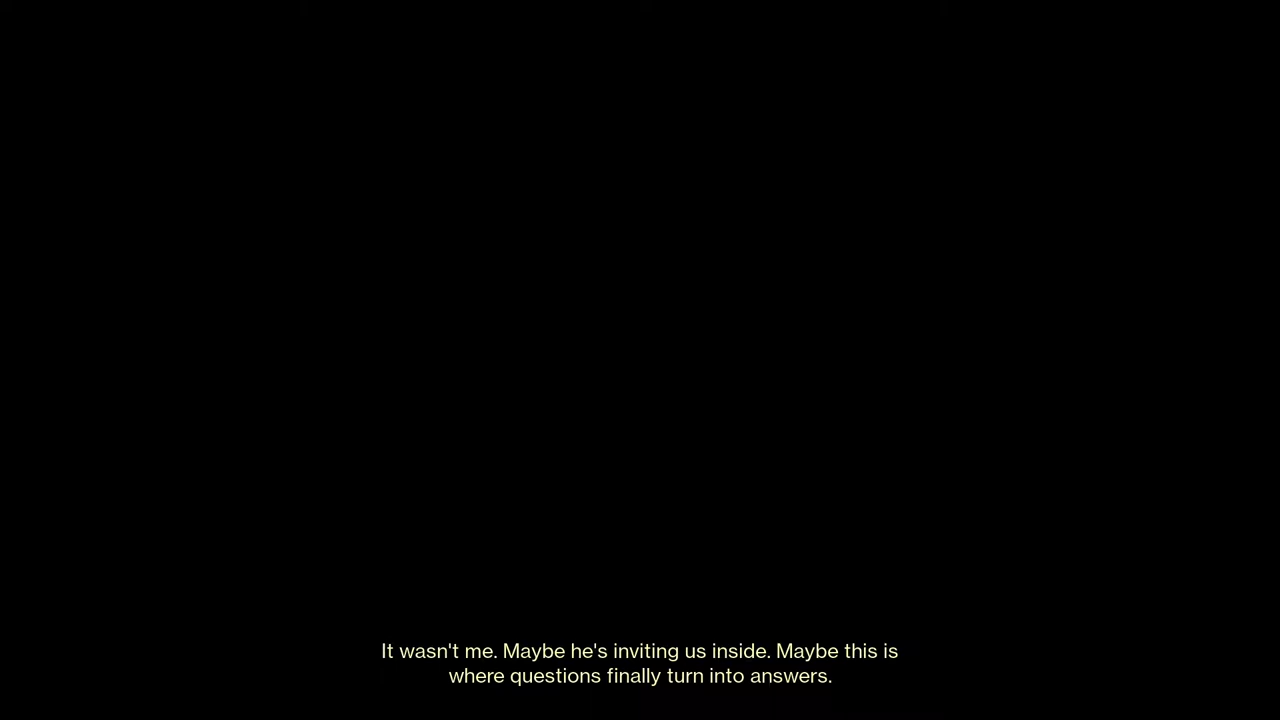 It wasn't me. Maybe he's inviting us inside. Maybe this is
where questions finally turn into answers.